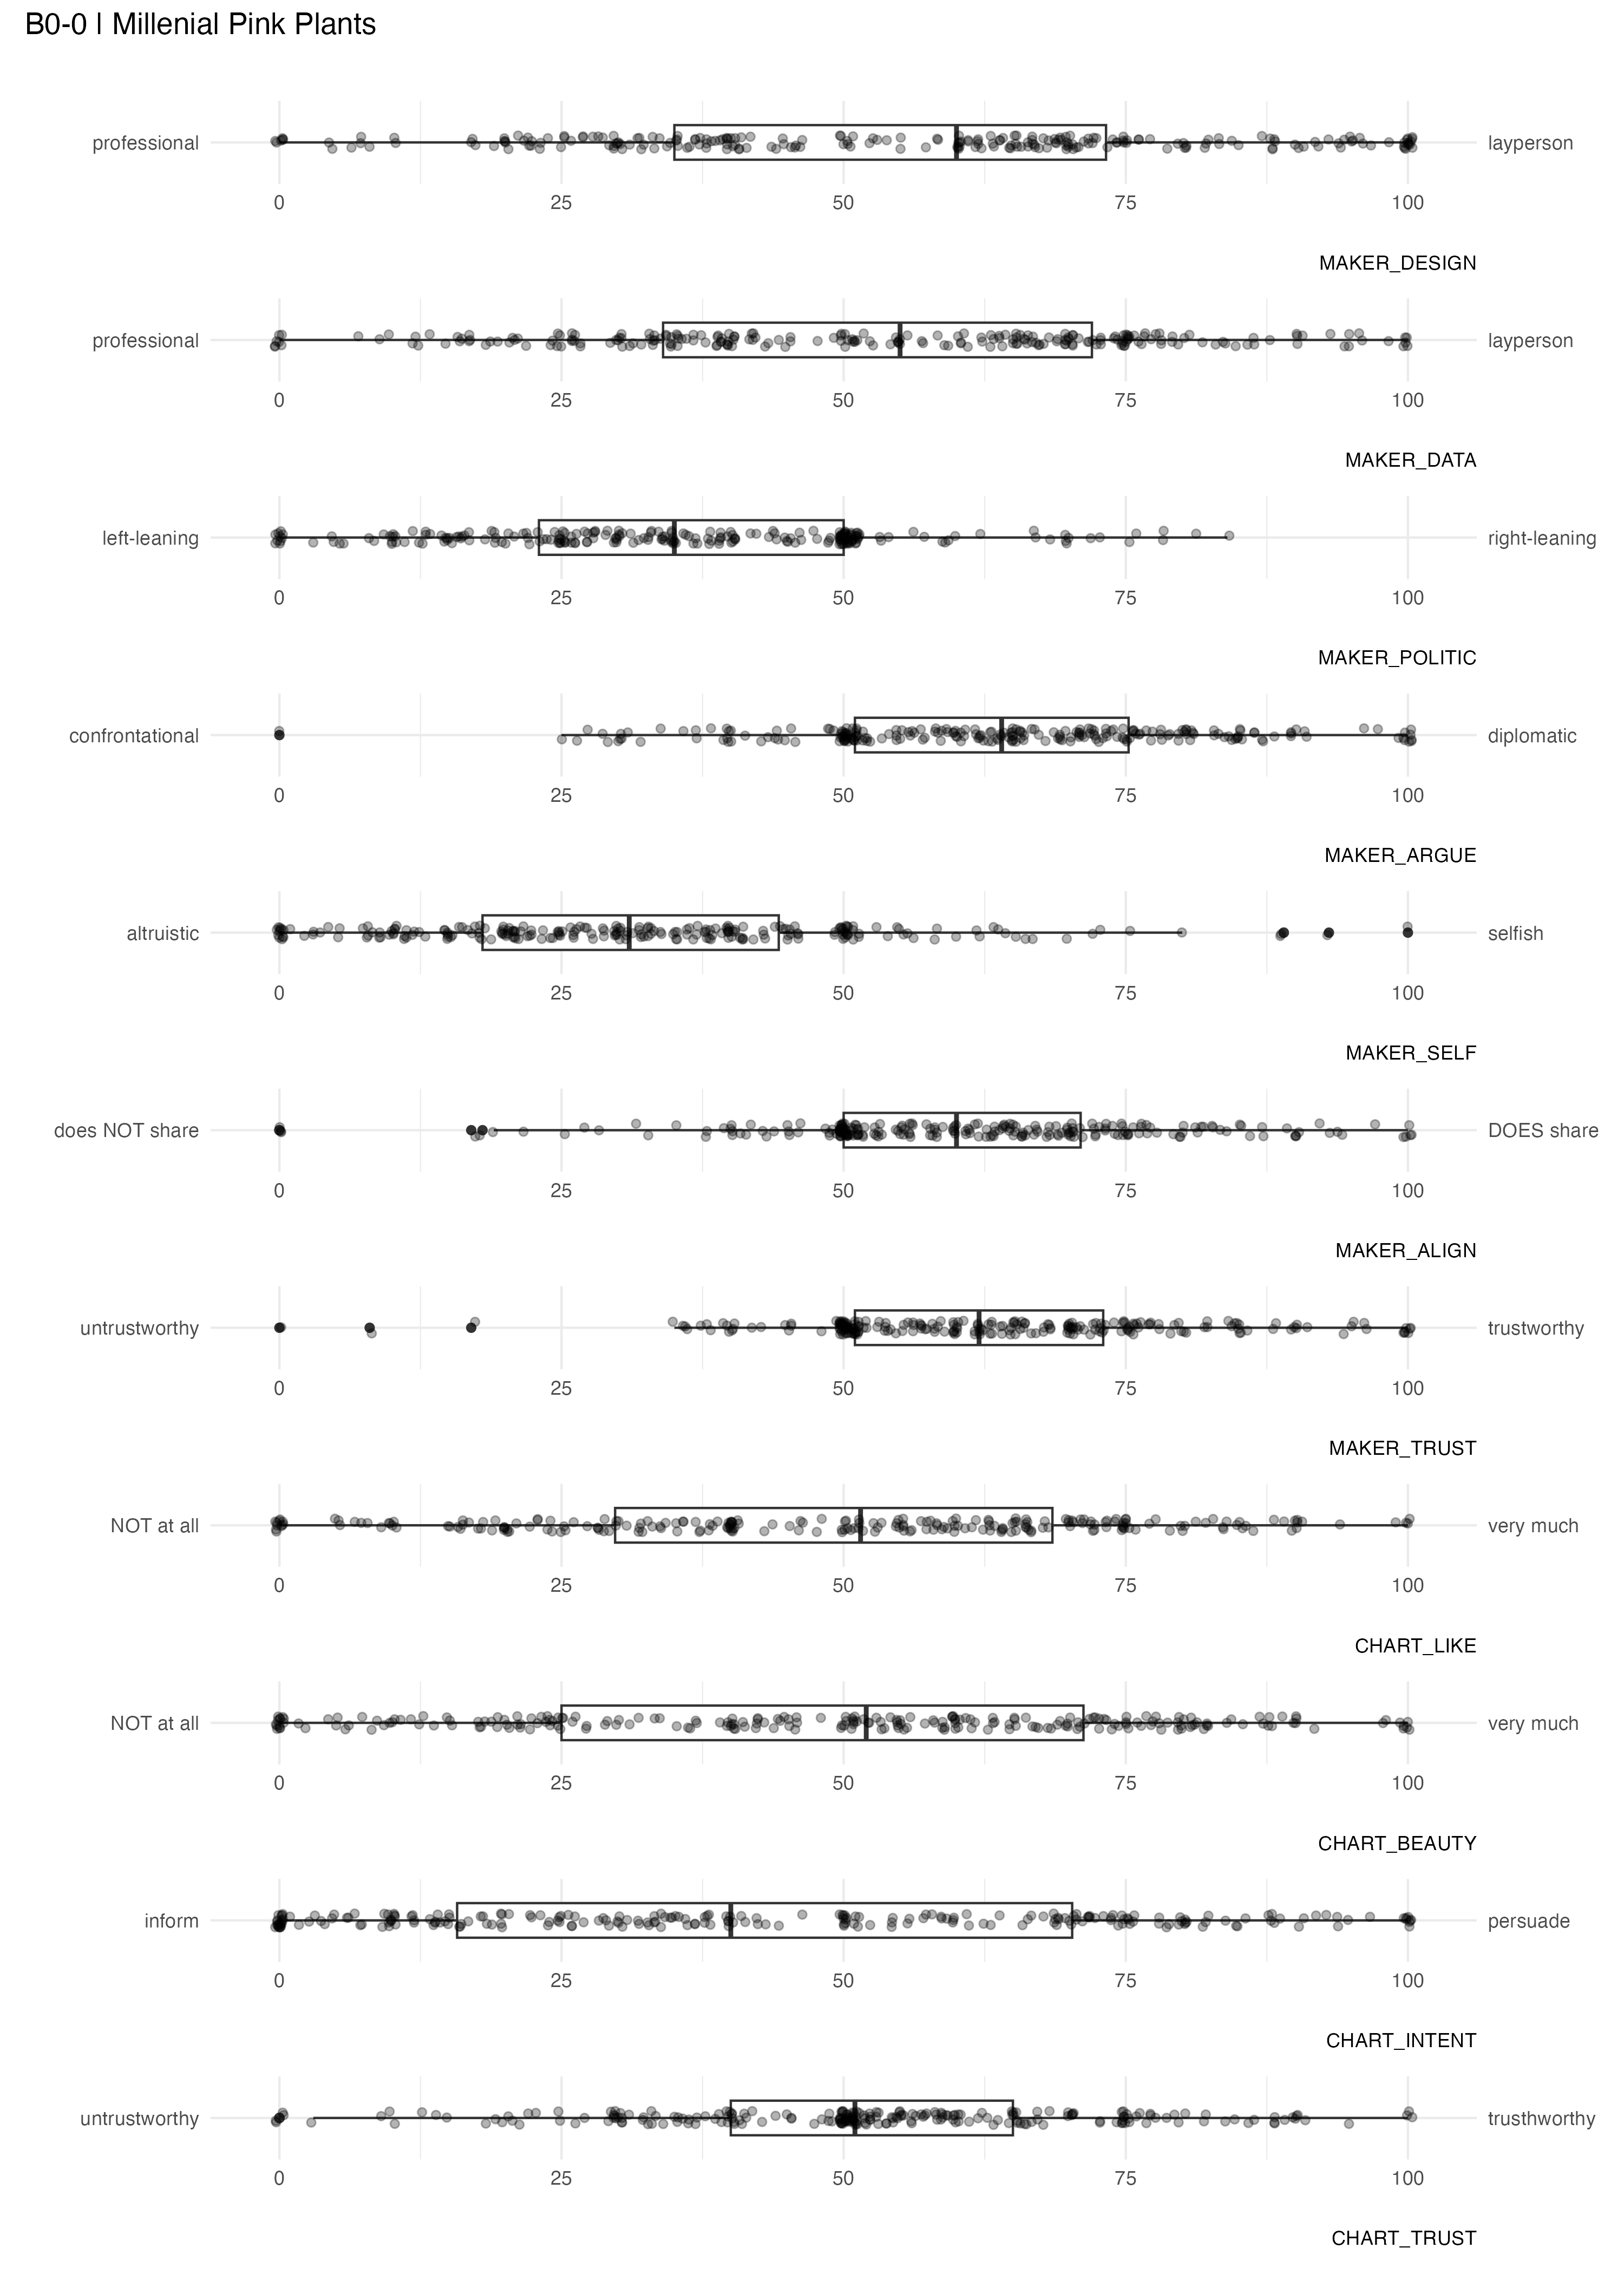 B0-0 | Millenial Pink Plants
professional layperson
0 25 50 75 100
MAKER_DESIGN
professional layperson
0 25 50 75 100
MAKER_DATA
left-leaning right-leaning
0 25 50 75 100
MAKER_POLITIC
confrontational diplomatic
0 25 50 75 100
MAKER_ARGUE
altruistic selfish
0 25 50 75 100
MAKER_SELF
does NOT share DOES share
0 25 50 75 100
MAKER_ALIGN
untrustworthy trustworthy
0 25 50 75 100
MAKER_TRUST
NOT at all very much
0 25 50 75 100
CHART_LIKE
NOT at all very much
0 25 50 75 100
CHART_BEAUTY
inform persuade
0 25 50 75 100
CHART_INTENT
untrustworthy trusthworthy
0 25 50 75 100
CHART_TRUST